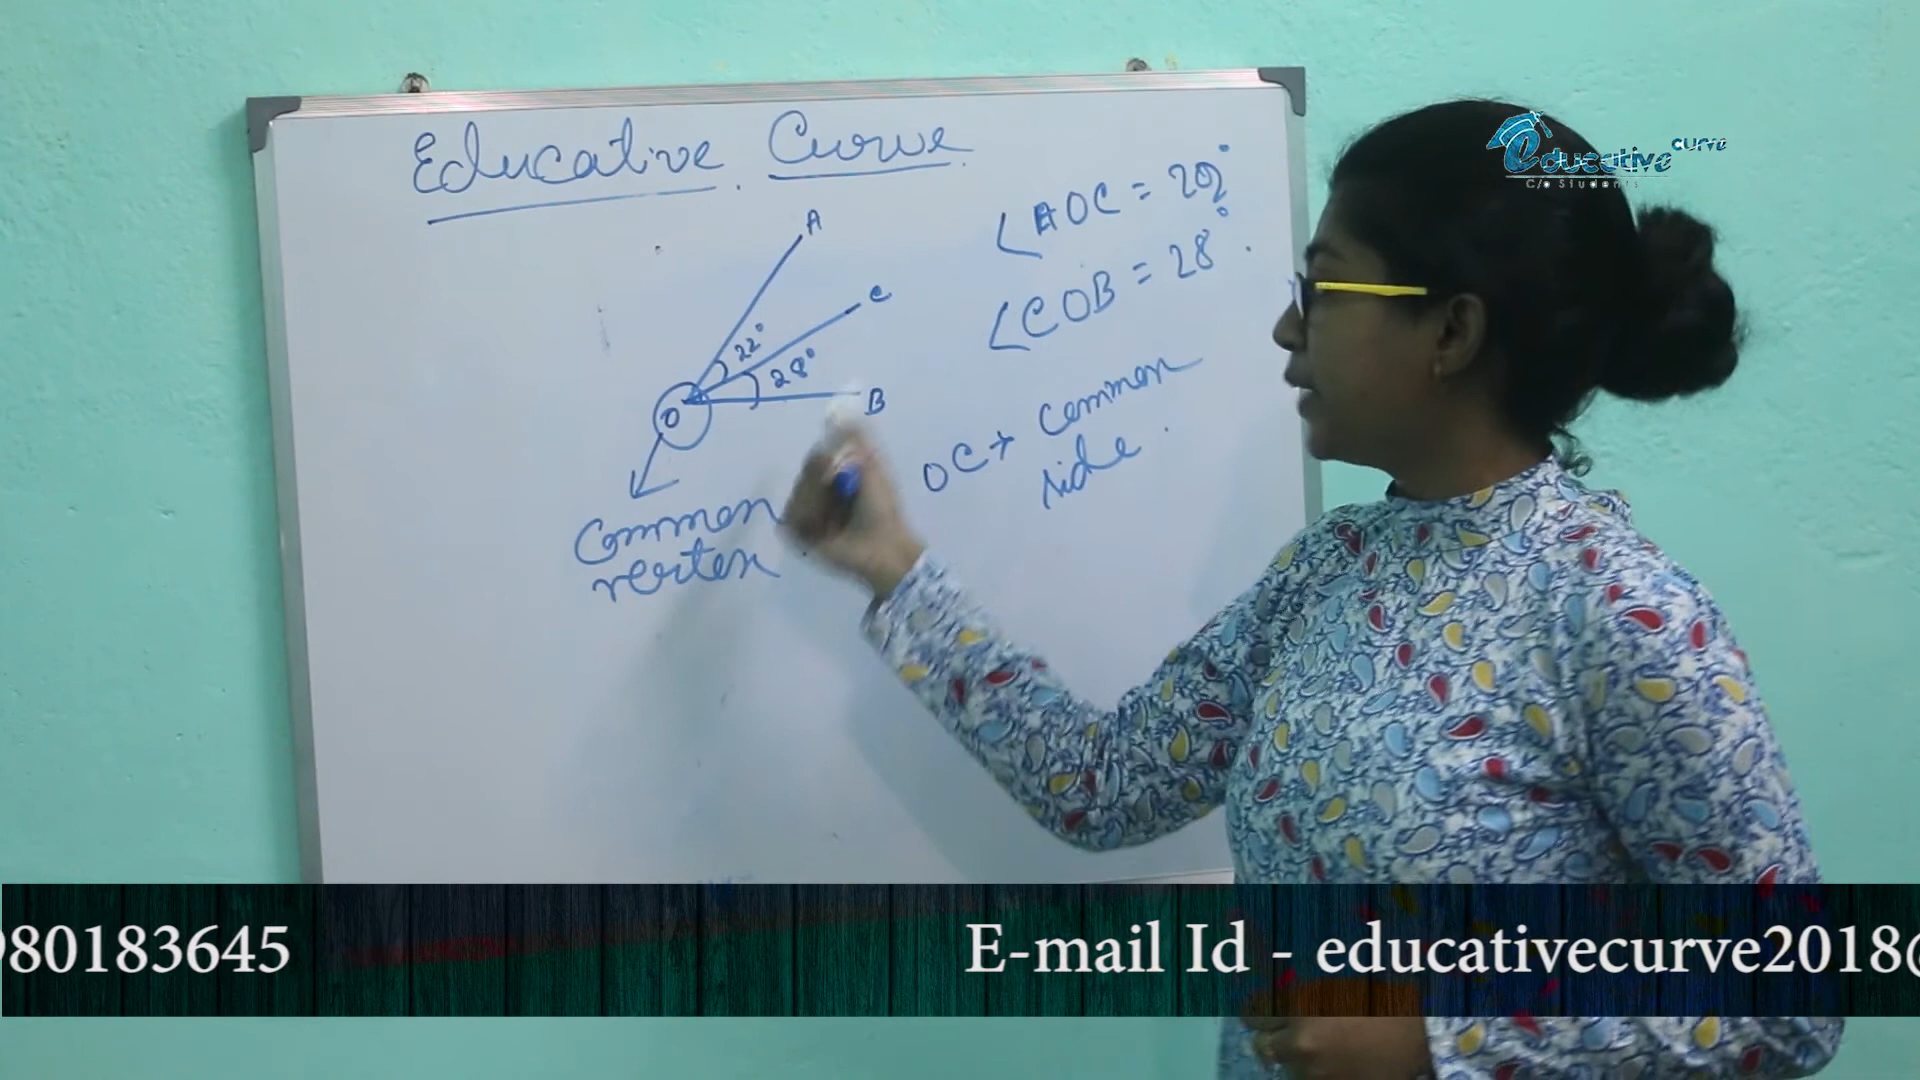 Educative Curve
educative curve
C/o Students
A
C
22°
28°
B
O
∠AOC = 22°
∠COB = 28°.
OC → common
side.
Common
vertex
980183645
E-mail Id - educativecurve2018@